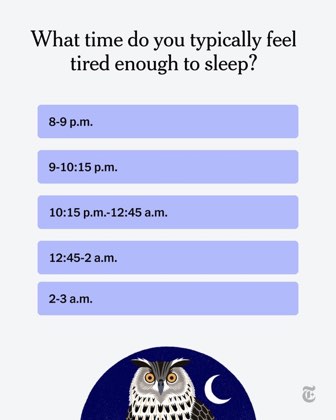 What time do you typically feel
tired enough to sleep?
8-9 p.m.
9-10:15 p.m.
10:15 p.m.-12:45 a.m.
12:45-2 a.m.
2-3 a.m.
T